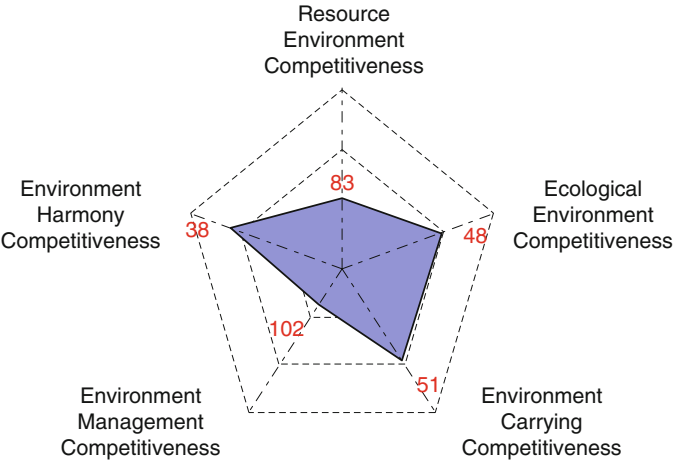 Resource
Environment
Competitiveness
83
Environment
Harmony
Competitiveness
38
Ecological
Environment
Competitiveness
48
102
51
Environment
Management
Competitiveness
Environment
Carrying
Competitiveness